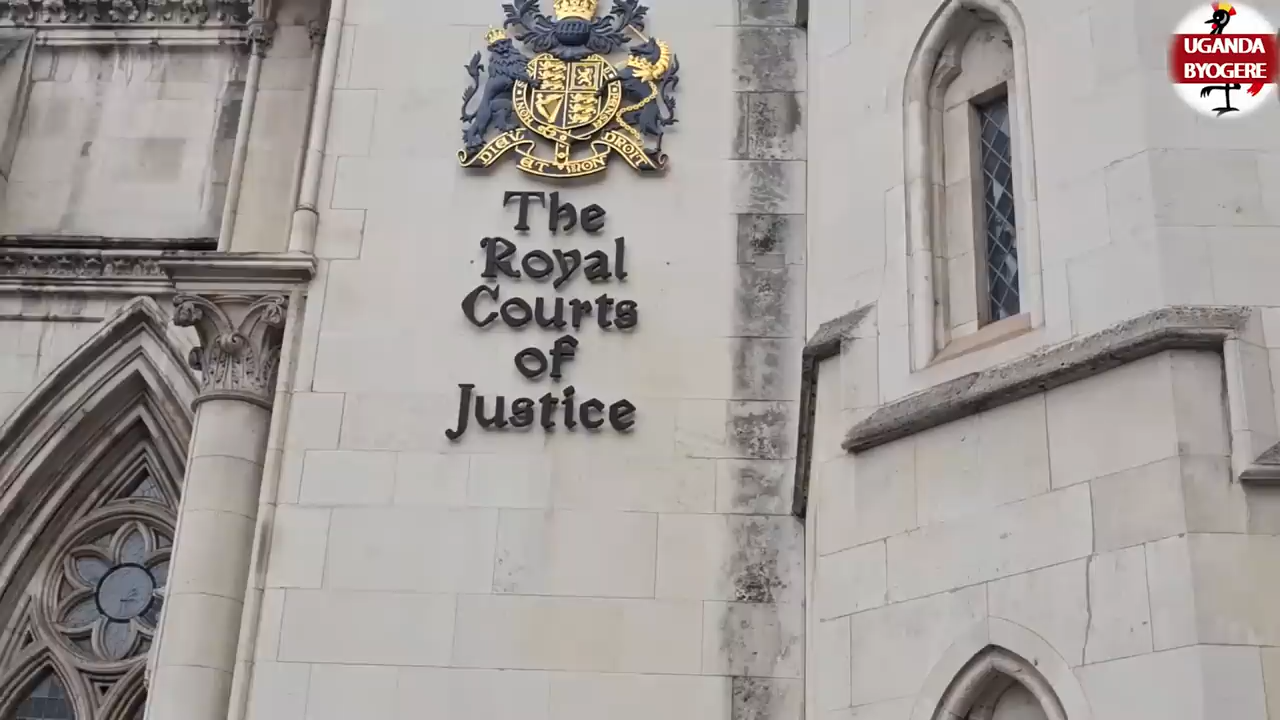 UGANDA
BYOGERE
DIEU ET MON DROIT
The
Royal
Courts
of
Justice